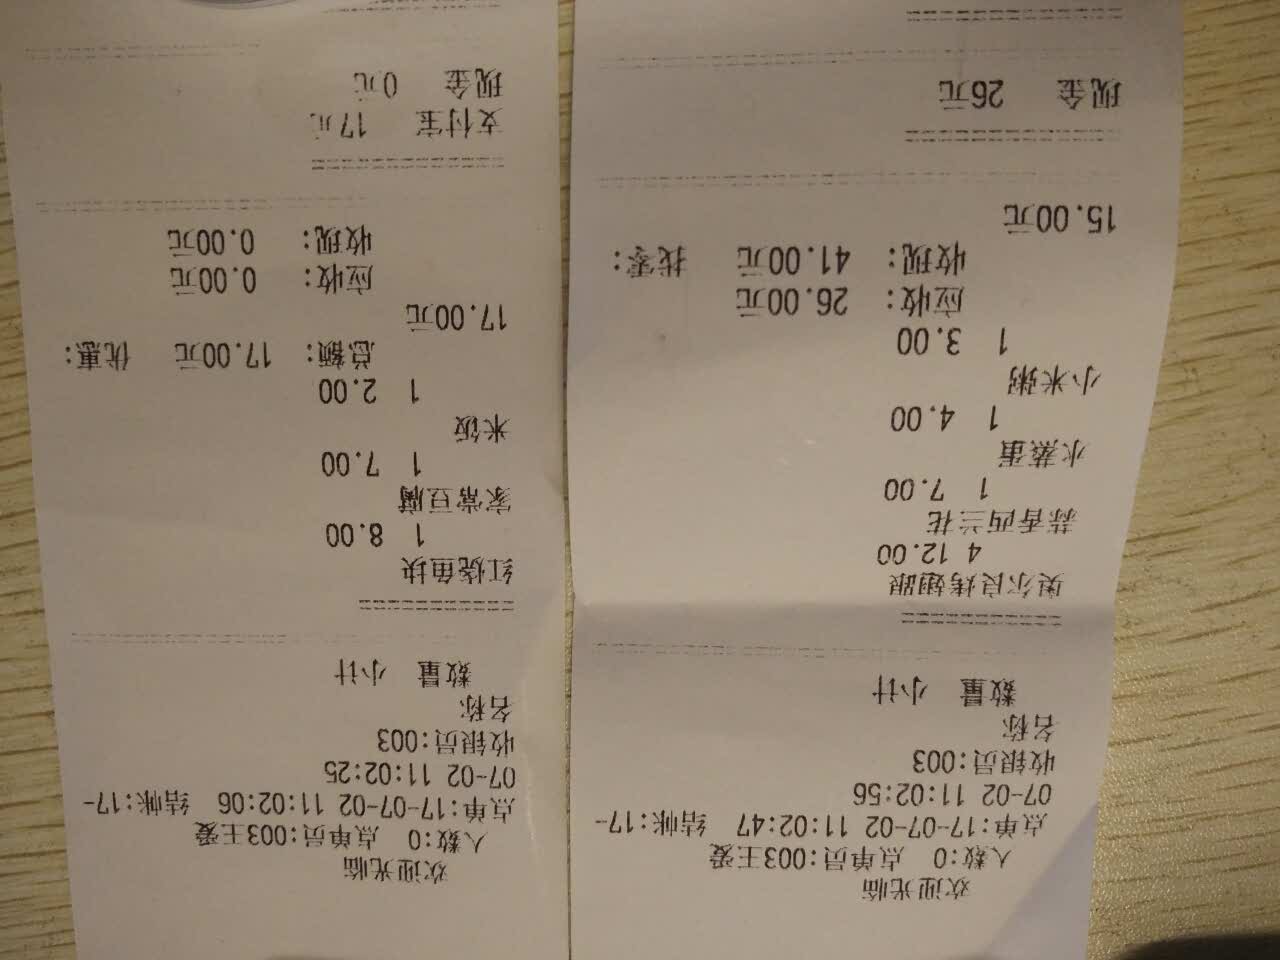 欢迎光临
人数:0 点单员:003王爱
点单:17-07-02 11:02:47 结帐:17-
07-02 11:02:56
收银员:003
名称
数量 小计
奥尔良烤翅跟
4 12.00
蒜香西兰花
1 7.00
水蒸蛋
1 4.00
小米粥
1 3.00
应收: 26.00元
收现: 41.00元 找零:
15.00元
现金 26元
欢迎光临
人数:0 点单员:003王爱
点单:17-07-02 11:02:06 结帐:17-
07-02 11:02:25
收银员:003
名称
数量 小计
红烧鱼块
1 8.00
家常豆腐
1 7.00
米饭
1 2.00
总额: 17.00元 优惠:
17.00元
应收: 0.00元
收现: 0.00元
支付宝 17元
现金 0元